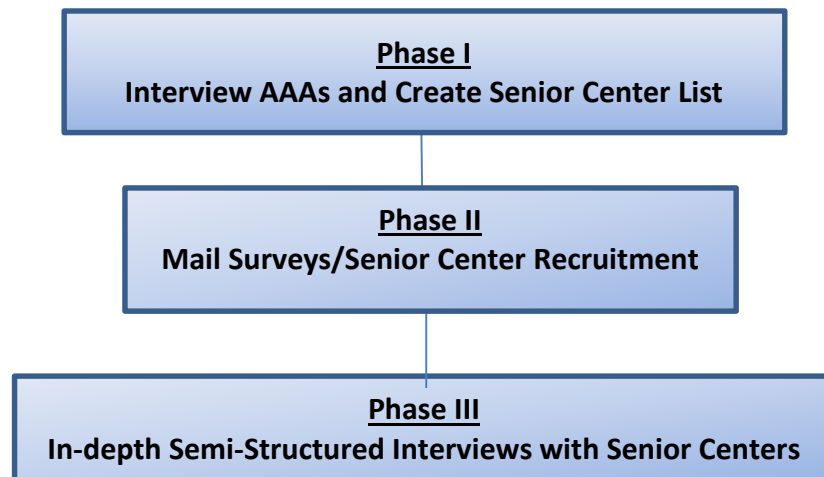 Phase I
Interview AAAs and Create Senior Center List
Phase II
Mail Surveys/Senior Center Recruitment
Phase III
In-depth Semi-Structured Interviews with Senior Centers